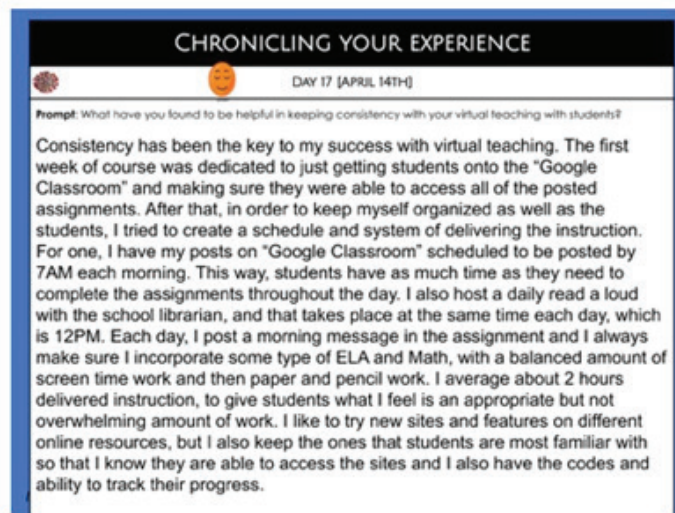 CHRONICLING YOUR EXPERIENCE
DAY 17 [APRIL 14TH]
Prompt: What have you found to be helpful in keeping consistency with your virtual teaching with students?
Consistency has been the key to my success with virtual teaching. The first
week of course was dedicated to just getting students onto the “Google
Classroom” and making sure they were able to access all of the posted
assignments. After that, in order to keep myself organized as well as the
students, I tried to create a schedule and system of delivering the instruction.
For one, I have my posts on “Google Classroom” scheduled to be posted by
7AM each morning. This way, students have as much time as they need to
complete the assignments throughout the day. I also host a daily read a loud
with the school librarian, and that takes place at the same time each day, which
is 12PM. Each day, I post a morning message in the assignment and I always
make sure I incorporate some type of ELA and Math, with a balanced amount of
screen time work and then paper and pencil work. I average about 2 hours
delivered instruction, to give students what I feel is an appropriate but not
overwhelming amount of work. I like to try new sites and features on different
online resources, but I also keep the ones that students are most familiar with
so that I know they are able to access the sites and I also have the codes and
ability to track their progress.